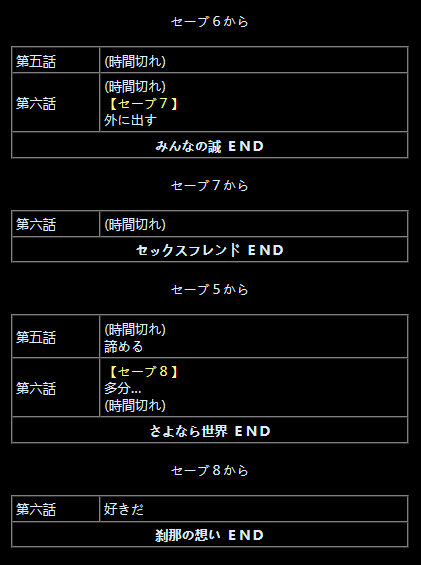 セーブ６から
第五話 (時間切れ)
第六話 (時間切れ)
【セーブ７】
外に出す
みんなの誠 ＥＮＤ
セーブ７から
第六話 (時間切れ)
セックスフレンド ＥＮＤ
セーブ５から
第五話 (時間切れ)
諦める
第六話 【セーブ８】
多分...
(時間切れ)
さよなら世界 ＥＮＤ
セーブ８から
第六話 好きだ
刹那の想い ＥＮＤ